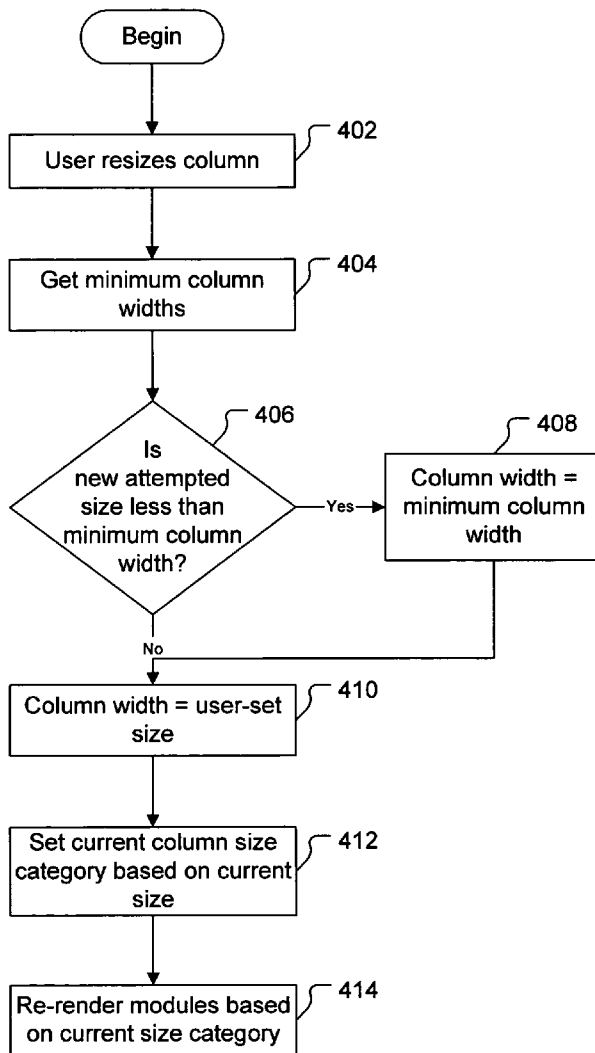 Begin
402
User resizes column
404
Get minimum column
widths
406
Is
new attempted
size less than
minimum column
width?
Yes
408
Column width =
minimum column
width
No
410
Column width = user-set
size
412
Set current column size
category based on current
size
414
Re-render modules based
on current size category